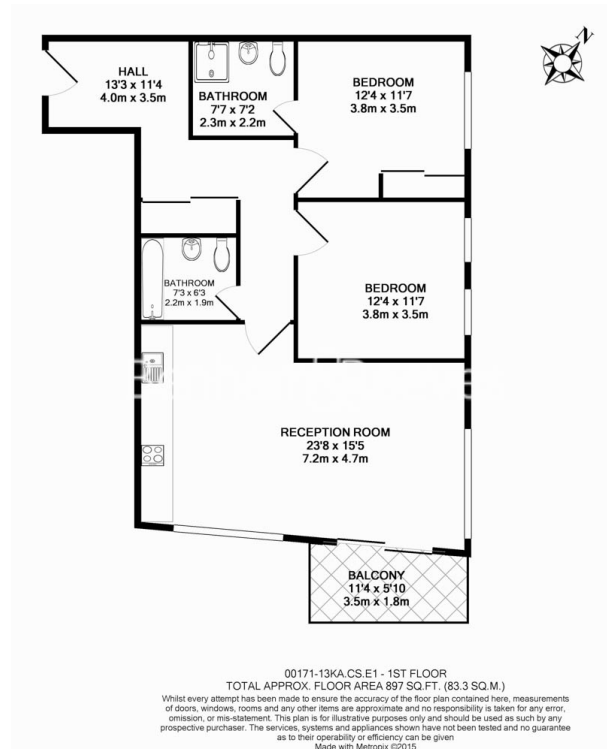 N
HALL
13'3 x 11'4
4.0m x 3.5m
BATHROOM
7'7 x 7'2
2.3m x 2.2m
BEDROOM
12'4 x 11'7
3.8m x 3.5m
BATHROOM
7'3 x 6'3
2.2m x 1.9m
BEDROOM
12'4 x 11'7
3.8m x 3.5m
RECEPTION ROOM
23'8 x 15'5
7.2m x 4.7m
BALCONY
11'4 x 5'10
3.5m x 1.8m
00171-13KA.CS.E1 - 1ST FLOOR
TOTAL APPROX. FLOOR AREA 897 SQ.FT. (83.3 SQ.M.)
Whilst every attempt has been made to ensure the accuracy of the floor plan contained here, measurements
of doors, windows, rooms and any other items are approximate and no responsibility is taken for any error,
omission, or mis-statement. This plan is for illustrative purposes only and should be used as such by any
prospective purchaser. The services, systems and appliances shown have not been tested and no guarantee
as to their operability or efficiency can be given
Made with Metropix ©2015